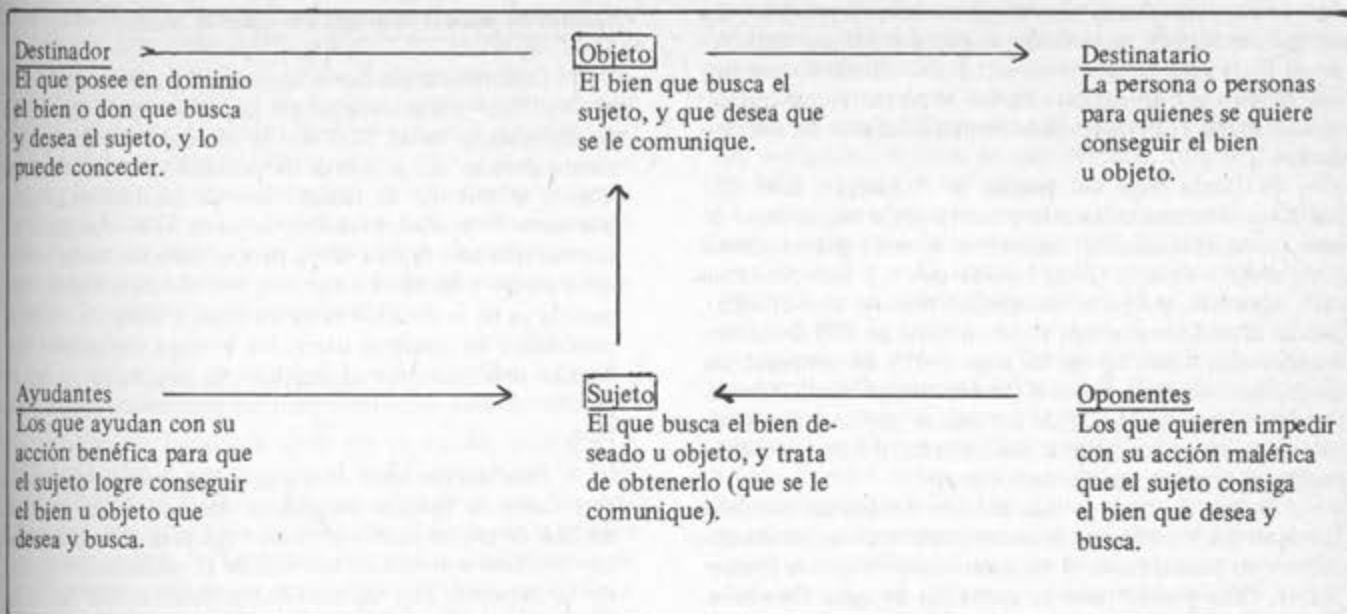 Destinador
El que posee en dominio
el bien o don que busca
y desea el sujeto, y lo
puede conceder.
Objeto
El bien que busca el
sujeto, y que desea que
se le comunique.
Destinatario
La persona o personas
para quienes se quiere
conseguir el bien
u objeto.
Ayudantes
Los que ayudan con su
acción benéfica para que
el sujeto logre conseguir
el bien u objeto que
desea y busca.
Sujeto
El que busca el bien de-
seado u objeto, y trata
de obtenerlo (que se le
comunique).
Oponentes
Los que quieren impedir
con su acción maléfica
que el sujeto consiga
el bien que desea y
busca.